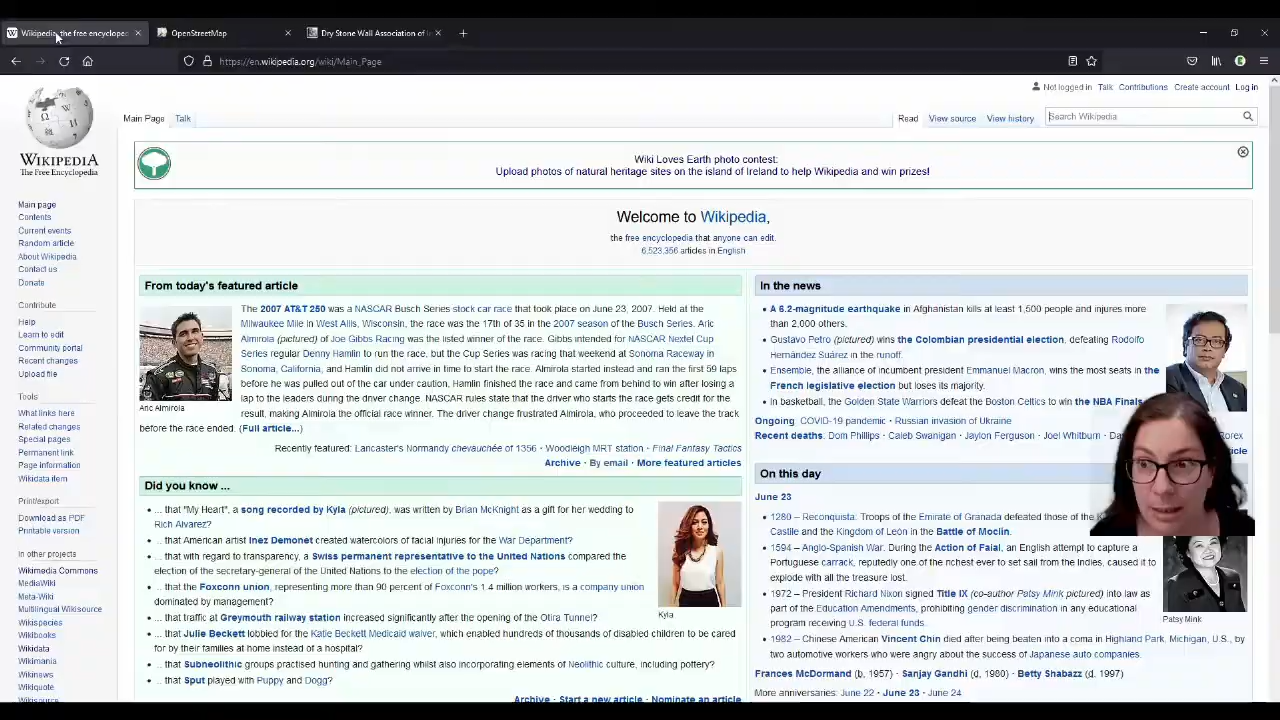 Wikipedia, the free encycloped
OpenStreetMap
Dry Stone Wall Association of Ir
https://en.wikipedia.org/wiki/Main_Page
Not logged in Talk Contributions Create account Log in
Main Page Talk
Read View source View history
Search Wikipedia
WIKIPEDIA
The Free Encyclopedia
Main page
Contents
Current events
Random article
About Wikipedia
Contact us
Donate
Contribute
Help
Learn to edit
Community portal
Recent changes
Upload file
Tools
What links here
Related changes
Special pages
Permanent link
Page information
Wikidata item
Print/export
Download as PDF
Printable version
In other projects
Wikimedia Commons
MediaWiki
Meta-Wiki
Multilingual Wikisource
Wikispecies
Wikibooks
Wikidata
Wikimania
Wikinews
Wikiquote
Wikisource
Wiki Loves Earth photo contest:
Upload photos of natural heritage sites on the island of Ireland to help Wikipedia and win prizes!
Welcome to Wikipedia,
the free encyclopedia that anyone can edit.
6,523,356 articles in English
From today's featured article
The 2007 AT&T 250 was a NASCAR Busch Series stock car race that took place on June 23, 2007. Held at the
Milwaukee Mile in West Allis, Wisconsin, the race was the 17th of 35 in the 2007 season of the Busch Series. Aric
Almirola (pictured) of Joe Gibbs Racing was the listed winner of the race. Gibbs intended for NASCAR Nextel Cup
Series regular Denny Hamlin to run the race, but the Cup Series was racing that weekend at Sonoma Raceway in
Sonoma, California, and Hamlin did not arrive in time to start the race. Almirola started instead and ran the first 59 laps
before he was pulled out of the car under caution. Hamlin finished the race and came from behind to win after losing a
lap to the leaders during the driver change. NASCAR rules state that the driver who starts the race gets credit for the
result, making Almirola the official race winner. The driver change frustrated Almirola, who proceeded to leave the track
before the race ended. (Full article...)
Aric Almirola
Recently featured: Lancaster's Normandy chevauchée of 1356 · Woodleigh MRT station · Final Fantasy Tactics
Archive · By email · More featured articles
Did you know ...
... that "My Heart", a song recorded by Kyla (pictured), was written by Brian McKnight as a gift for her wedding to
Rich Alvarez?
... that American artist Inez Demonet created watercolors of facial injuries for the War Department?
... that with regard to transparency, a Swiss permanent representative to the United Nations compared the
election of the secretary-general of the United Nations to the election of the pope?
... that the Foxconn union, representing more than 90 percent of Foxconn's 1.4 million workers, is a company union
dominated by management?
... that traffic at Greymouth railway station increased significantly after the opening of the Otira Tunnel?
... that Julie Beckett lobbied for the Katie Beckett Medicaid waiver, which enabled hundreds of thousands of disabled children to be cared
for by their families at home instead of a hospital?
... that Subneolithic groups practised hunting and gathering whilst also incorporating elements of Neolithic culture, including pottery?
... that Sput played with Puppy and Dogg?
Kyla
Archive · Start a new article · Nominate an article
In the news
A 6.2-magnitude earthquake in Afghanistan kills at least 1,500 people and injures more
than 2,000 others.
Gustavo Petro (pictured) wins the Colombian presidential election, defeating Rodolfo
Hernández Suárez in the runoff.
Ensemble, the alliance of incumbent president Emmanuel Macron, wins the most seats in the
French legislative election but loses its majority.
In basketball, the Golden State Warriors defeat the Boston Celtics to win the NBA Finals
Ongoing: COVID-19 pandemic · Russian invasion of Ukraine
Recent deaths: Dom Phillips · Caleb Swanigan · Jaylon Ferguson · Joel Whitburn · Da Rorex
icle
On this day
June 23
1280 – Reconquista: Troops of the Emirate of Granada defeated those of the K
Castile and the Kingdom of León in the Battle of Moclín.
1594 – Anglo-Spanish War: During the Action of Faial, an English attempt to capture a
Portuguese carrack, reputedly one of the richest ever to set sail from the Indies, caused it to
explode with all the treasure lost.
1972 – President Richard Nixon signed Title IX (co-author Patsy Mink pictured) into law as
part of the Education Amendments, prohibiting gender discrimination in any educational
program receiving U.S. federal funds.
1982 – Chinese American Vincent Chin died after being beaten into a coma in Highland Park, Michigan, U.S., by
two automotive workers who were angry about the success of Japanese auto companies.
Patsy Mink
Frances McDormand (b. 1957) · Sanjay Gandhi (d. 1980) · Betty Shabazz (d. 1997)
More anniversaries: June 22 · June 23 · June 24